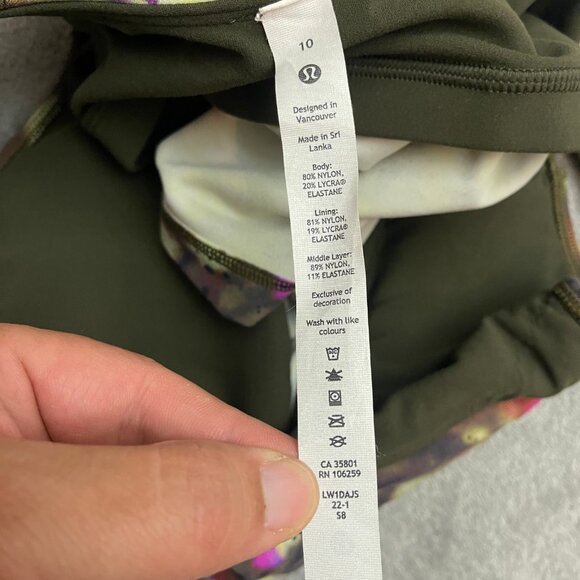 10
Designed in
Vancouver
Made in Sri
Lanka
Body:
80% NYLON,
20% LYCRA®
ELASTANE
Lining:
81% NYLON,
19% LYCRA®
ELASTANE
Middle Layer:
89% NYLON,
11% ELASTANE
Exclusive of
decoration
Wash with like
colours
CA 35801
RN 106259
LW1DAJS
22-1
S8